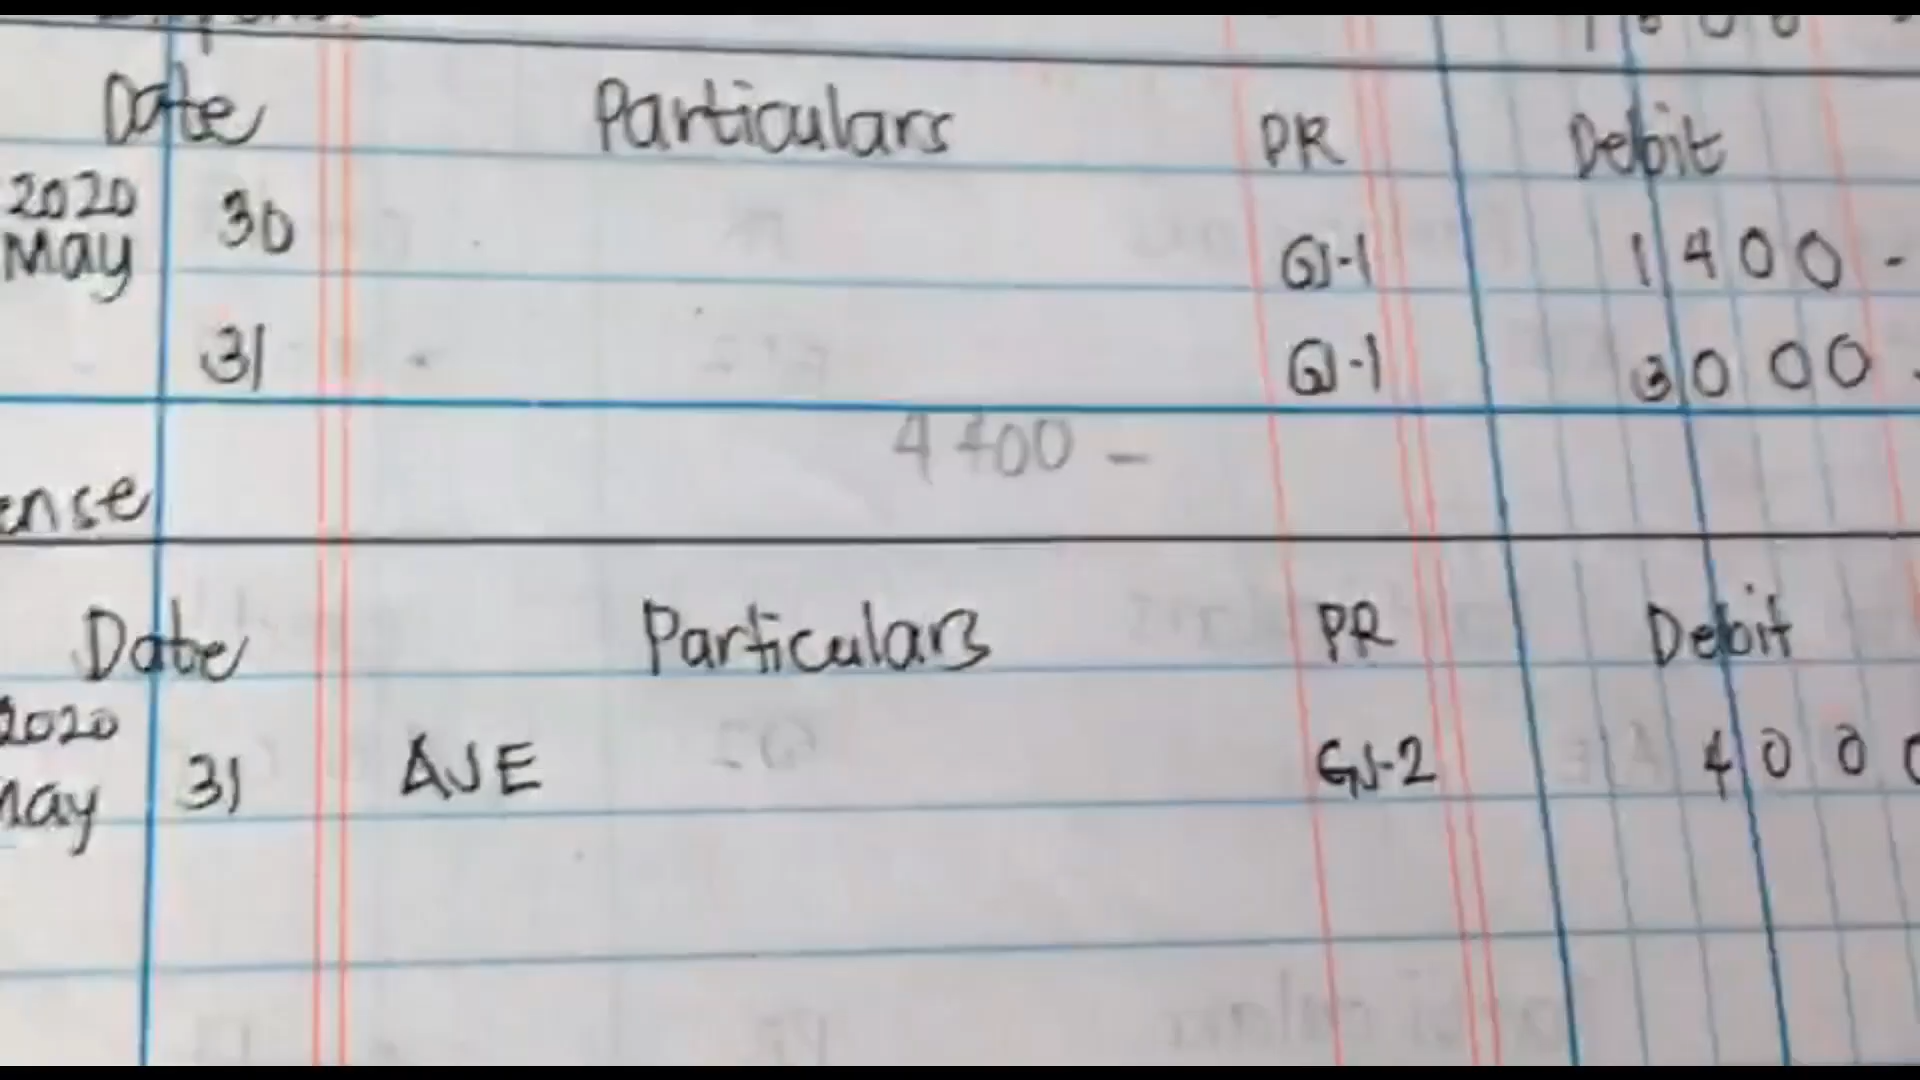 Date Particulars PR Debit
2020
May 30 GJ-1 1400 -
31 GJ-1 3000 -
4400 -
ense
Date Particulars PR Debit
2020
May 31 AJE GJ-2 4000